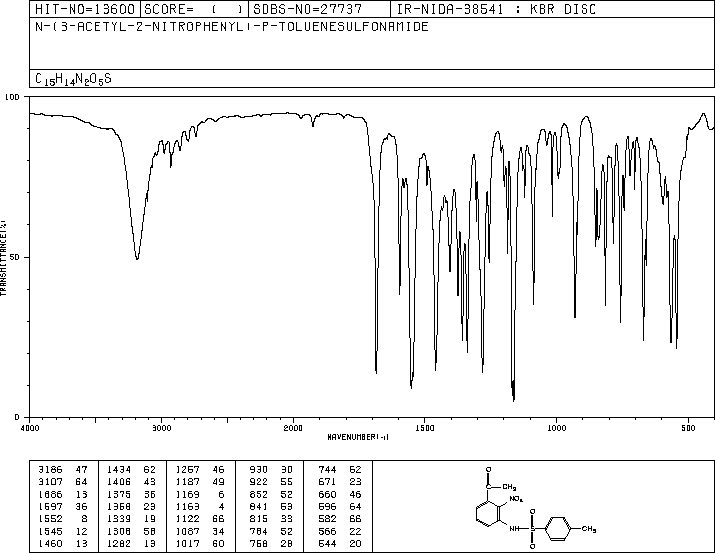 HIT-NO=13600 SCORE= ( ) SDBS-NO=27737 IR-NIDA-38541 : KBR DISC
N-(3-ACETYL-2-NITROPHENYL)-P-TOLUENESULFONAMIDE
C15H14N2O5S
100
50
0
TRANSMITTANCE(%)
4000 3000 2000 1500 1000 500
WAVENUMBER(-1)
3186 47 1434 62 1257 46 930 30 744 62
3107 64 1406 43 1187 49 922 55 671 23
1686 13 1375 36 1169 6 852 52 660 46
1597 36 1358 23 1163 4 841 53 596 64
1552 8 1339 19 1122 66 815 33 582 66
1545 12 1308 58 1087 34 784 52 566 22
1460 13 1282 13 1017 60 758 28 544 20
O
C CH3
NO2
O
NH S CH3
O